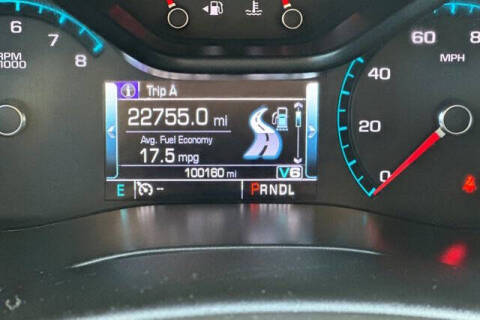 RPM
x1000
6
7
8
Trip A
22755.0 mi
Avg. Fuel Economy
17.5 mpg
100160 mi V6
E -- PRNDL
60
MPH
40
20
0